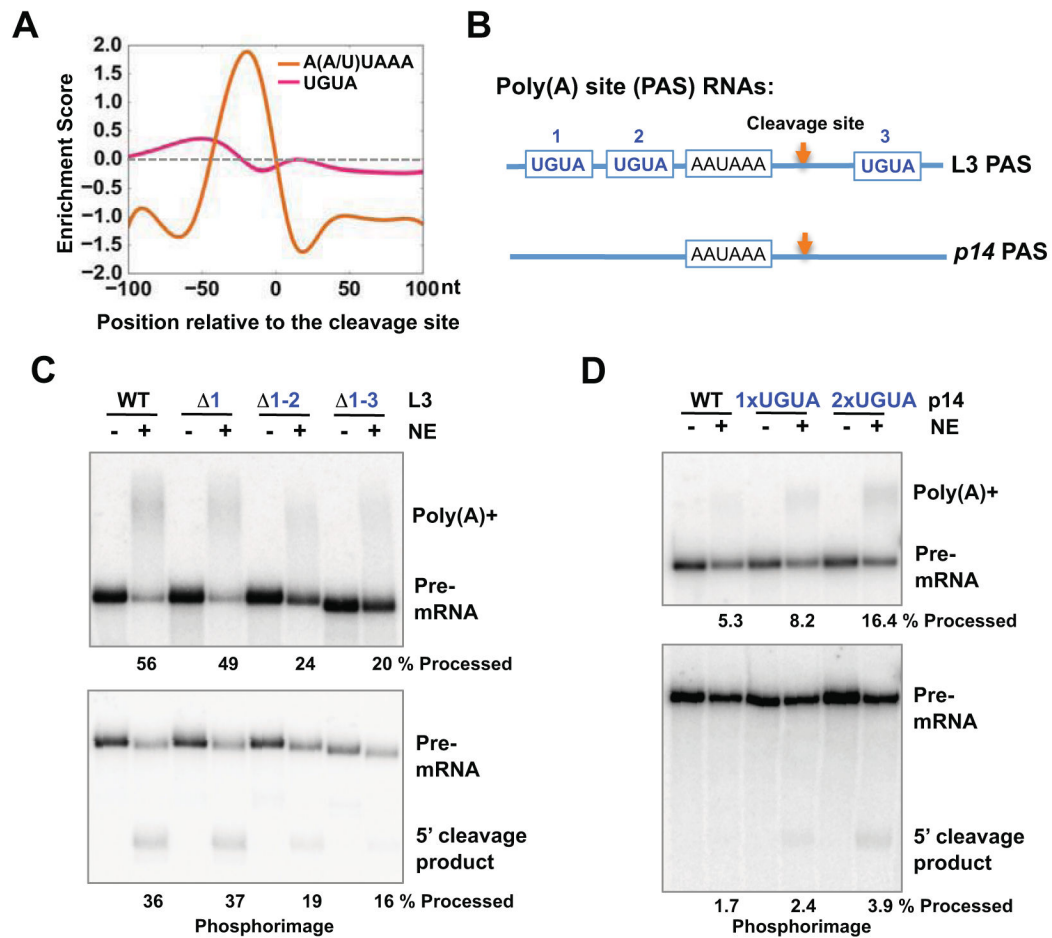 A
2.0
1.5
1.0
0.5
0.0
−0.5
−1.0
−1.5
−2.0
Enrichment Score
A(A/U)UAAA
UGUA
−100 −50 0 50 100 nt
Position relative to the cleavage site
B
Poly(A) site (PAS) RNAs:
Cleavage site
1 2 3
UGUA UGUA AAUAAA UGUA L3 PAS
AAUAAA p14 PAS
C
WT Δ1 Δ1-2 Δ1-3 L3
- + - + - + - + NE
Poly(A)+
Pre-
mRNA
56 49 24 20 % Processed
Pre-
mRNA
5' cleavage
product
36 37 19 16 % Processed
Phosphorimage
D
WT 1xUGUA 2xUGUA p14
- + - + - + NE
Poly(A)+
Pre-
mRNA
5.3 8.2 16.4 % Processed
Pre-
mRNA
5' cleavage
product
1.7 2.4 3.9 % Processed
Phosphorimage